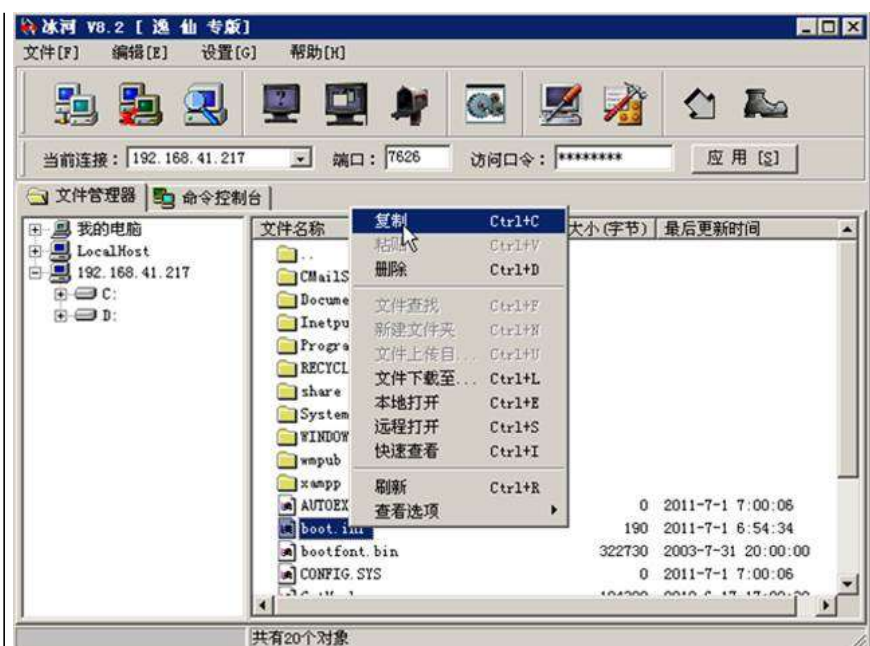 冰河 V8.2 [ 逸 仙 专版]
文件[F] 编辑[E] 设置[G] 帮助[H]
当前连接： 192.168.41.217 端口： 7626 访问口令： ******** 应 用 [S]
文件管理器 命令控制台
我的电脑
LocalHost
192.168.41.217
C:
D:
文件名称 大小(字节) 最后更新时间
..
CMailS
Docume
Inetpu
Progra
RECYCL
share
System
WINDOW
wmpub
xampp
AUTOEX 0 2011-7-1 7:00:06
boot.ini 190 2011-7-1 6:54:34
bootfont.bin 322730 2003-7-31 20:00:00
CONFIG.SYS 0 2011-7-1 7:00:06
复制 Ctrl+C
粘贴 Ctrl+V
删除 Ctrl+D
文件查找 Ctrl+F
新建文件夹 Ctrl+N
文件上传自... Ctrl+U
文件下载至... Ctrl+L
本地打开 Ctrl+E
远程打开 Ctrl+S
快速查看 Ctrl+I
刷新 Ctrl+R
查看选项
共有20个对象